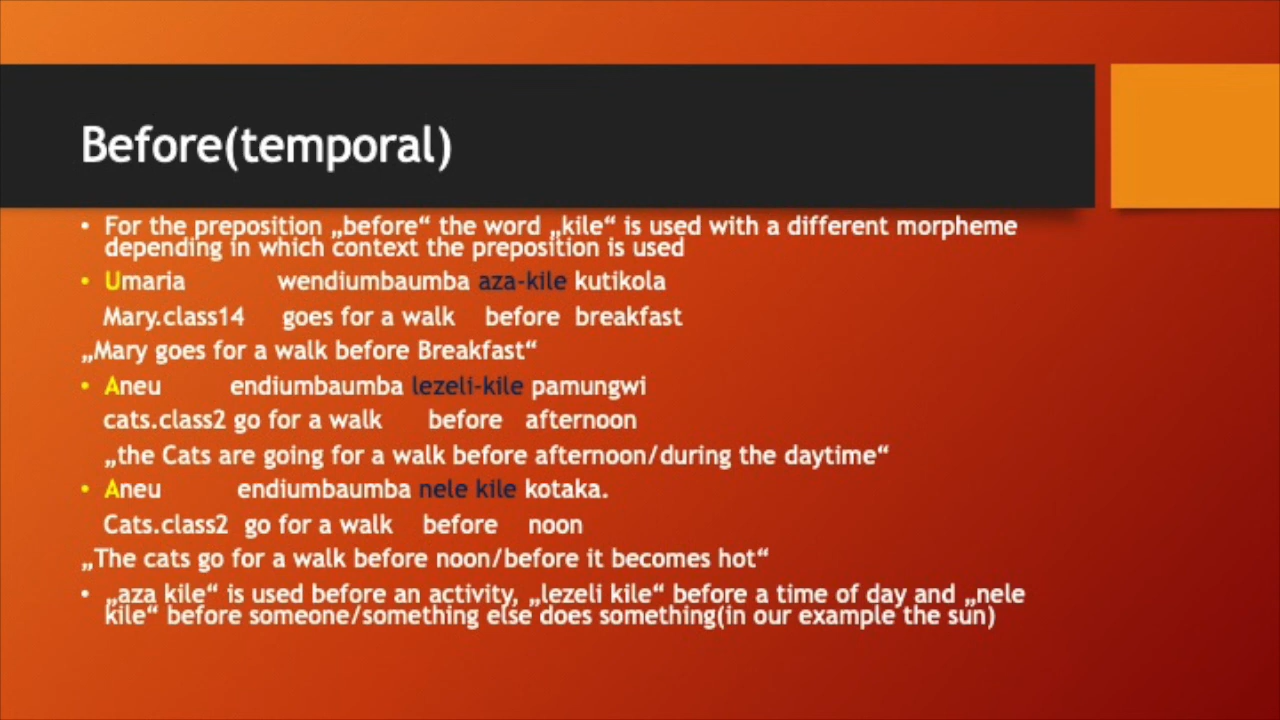 Before(temporal)
• For the preposition „before“ the word „kile“ is used with a different morpheme
depending in which context the preposition is used
• Umaria wendiumbaumba aza-kile kutikola
Mary.class14 goes for a walk before breakfast
„Mary goes for a walk before Breakfast“
• Aneu endiumbaumba lezeli-kile pamungwi
cats.class2 go for a walk before afternoon
„the Cats are going for a walk before afternoon/during the daytime“
• Aneu endiumbaumba nele kile kotaka.
Cats.class2 go for a walk before noon
„The cats go for a walk before noon/before it becomes hot“
• „aza kile“ is used before an activity, „lezeli kile“ before a time of day and „nele
kile“ before someone/something else does something(in our example the sun)